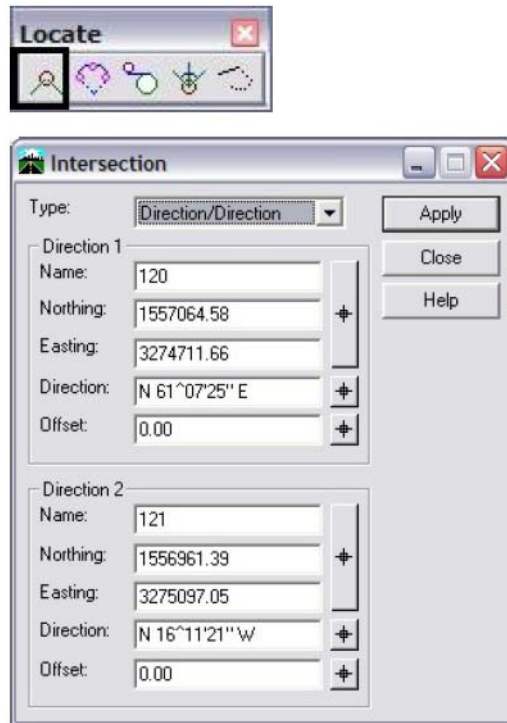 Locate
Intersection
Type: Direction/Direction
Apply
Close
Help
Direction 1
Name: 120
Northing: 1557064.58
Easting: 3274711.66
Direction: N 61^07'25" E
Offset: 0.00
Direction 2
Name: 121
Northing: 1556961.39
Easting: 3275097.05
Direction: N 16^11'21" W
Offset: 0.00